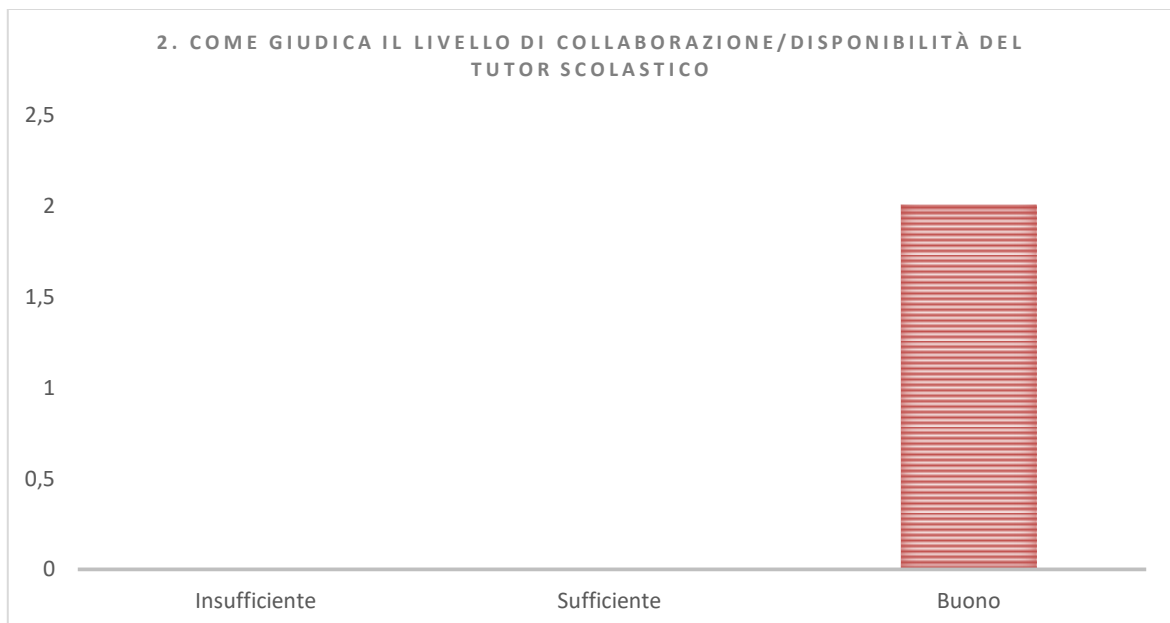 2. COME GIUDICA IL LIVELLO DI COLLABORAZIONE/DISPONIBILITÀ DEL
TUTOR SCOLASTICO
2,5
2
1,5
1
0,5
0
Insufficiente Sufficiente Buono